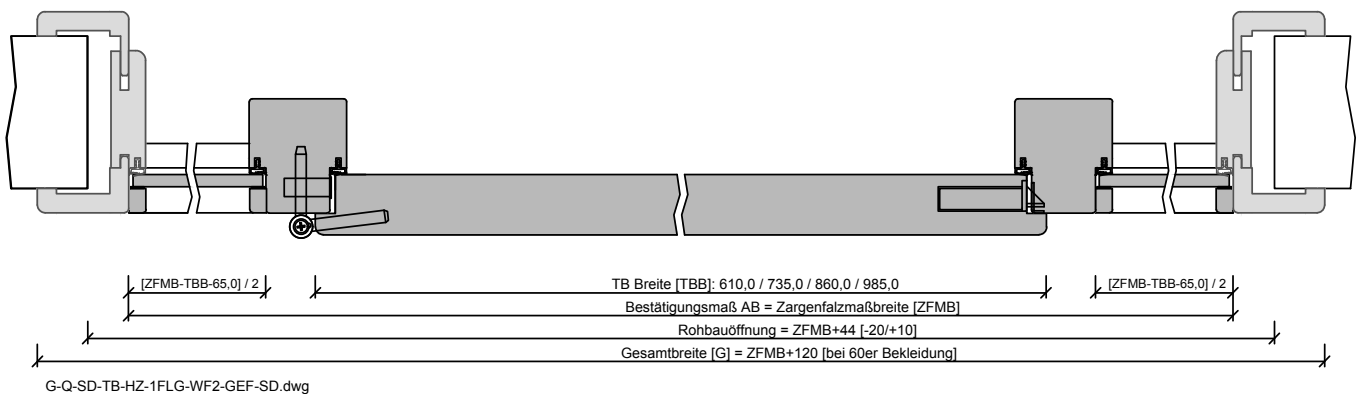 [ZFMB-TBB-65,0] / 2
TB Breite [TBB]: 610,0 / 735,0 / 860,0 / 985,0
[ZFMB-TBB-65,0] / 2
Bestätigungsmaß AB = Zargenfalzmaßbreite [ZFMB]
Rohbauöffnung = ZFMB+44 [-20/+10]
Gesamtbreite [G] = ZFMB+120 [bei 60er Bekleidung]
G-Q-SD-TB-HZ-1FLG-WF2-GEF-SD.dwg